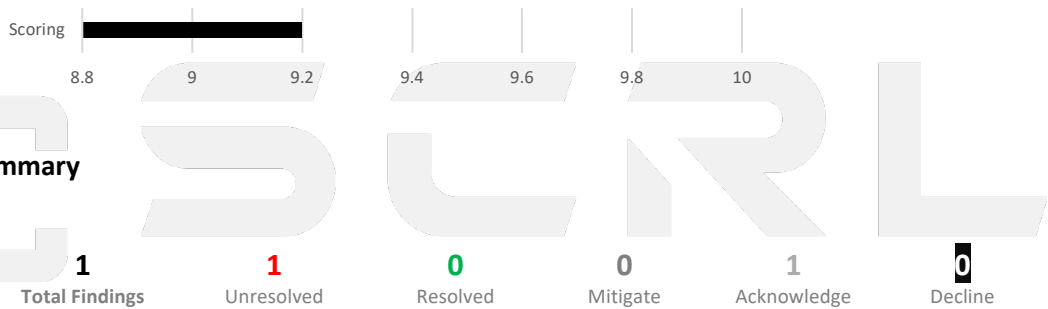 Scoring
8.8 9 9.2 9.4 9.6 9.8 10
SCRL
mmary
1 1 0 0 1 0
Total Findings Unresolved Resolved Mitigate Acknowledge Decline